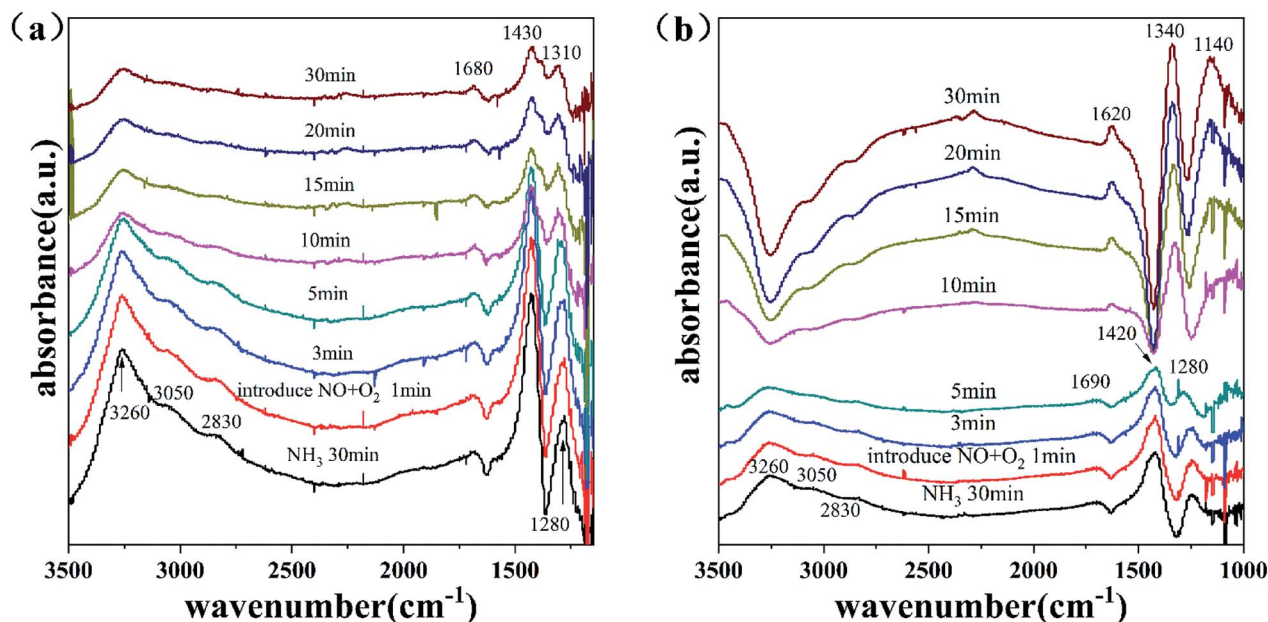 (a)
1430
1310
1680
30min
20min
15min
10min
5min
3min
introduce NO+O₂ 1min
3260
3050
2830
NH₃ 30min
1280
3500 3000 2500 2000 1500
wavenumber(cm⁻¹)
absorbance(a.u.)
(b)
1340
1140
1620
30min
20min
15min
10min
1420
1280
1690
5min
3min
introduce NO+O₂ 1min
3260
3050
2830
NH₃ 30min
3500 3000 2500 2000 1500 1000
wavenumber(cm⁻¹)
absorbance(a.u.)